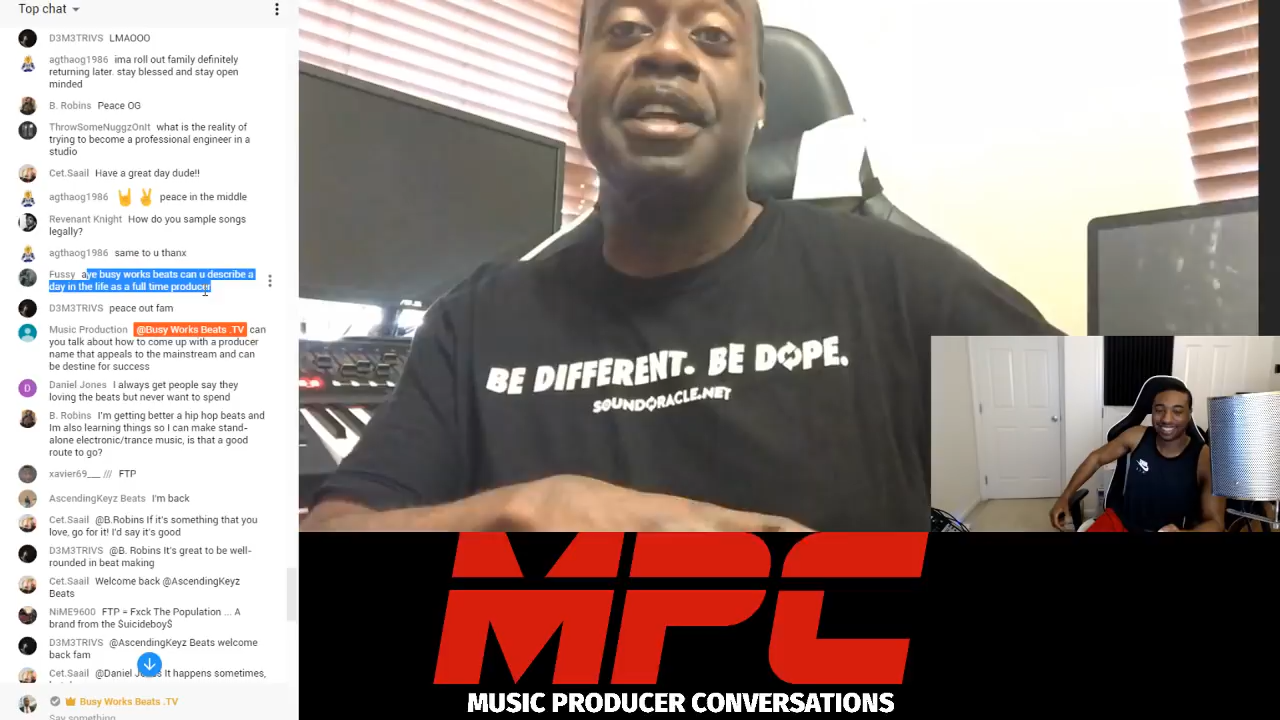 Top chat
D3M3TRIVS LMAOOO
agthaog1986 ima roll out family definitely
returning later. stay blessed and stay open
minded
B. Robins Peace OG
ThrowSomeNuggzOnIt what is the reality of
trying to become a professional engineer in a
studio
Cet.Saail Have a great day dude!!
agthaog1986 🤘 ✌ peace in the middle
Revenant Knight How do you sample songs
legally?
agthaog1986 same to u thanx
Fussy aye busy works beats can u describe a
day in the life as a full time producer
D3M3TRIVS peace out fam
Music Production @Busy Works Beats .TV can
you talk about how to come up with a producer
name that appeals to the mainstream and can
be destine for success
Daniel Jones I always get people say they
loving the beats but never want to spend
B. Robins I'm getting better a hip hop beats and
Im also learning things so I can make stand-
alone electronic/trance music, is that a good
route to go?
xavier69___ /// FTP
AscendingKeyz Beats I'm back
Cet.Saail @B.Robins If it's something that you
love, go for it! I'd say it's good
D3M3TRIVS @B. Robins It's great to be well-
rounded in beat making
Cet.Saail Welcome back @AscendingKeyz
Beats
NiME9600 FTP = Fxck The Population ... A
brand from the $uicideboy$
D3M3TRIVS @AscendingKeyz Beats welcome
back fam
Cet.Saail @Daniel It happens sometimes,
Busy Works Beats .TV
Say something
BE DIFFERENT. BE DOPE.
SOUNDORACLE.NET
MPC
MUSIC PRODUCER CONVERSATIONS